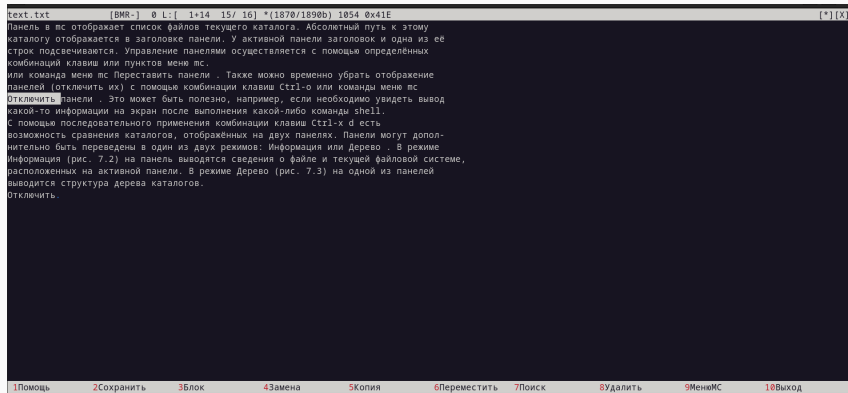 text.txt [BMR-] 0 L:[ 1+14 15/ 16] *(1870/1890b) 1054 0x41E [*][X]
Панель в mc отображает список файлов текущего каталога. Абсолютный путь к этому
каталогу отображается в заголовке панели. У активной панели заголовок и одна из её
строк подсвечиваются. Управление панелями осуществляется с помощью определённых
комбинаций клавиш или пунктов меню mc.
или команда меню mc Переставить панели . Также можно временно убрать отображение
панелей (отключить их) с помощью комбинации клавиш Ctrl-o или команды меню mc
Отключить панели . Это может быть полезно, например, если необходимо увидеть вывод
какой-то информации на экран после выполнения какой-либо команды shell.
С помощью последовательного применения комбинации клавиш Ctrl-x d есть
возможность сравнения каталогов, отображённых на двух панелях. Панели могут допол-
нительно быть переведены в один из двух режимов: Информация или Дерево . В режиме
Информация (рис. 7.2) на панель выводятся сведения о файле и текущей файловой системе,
расположенных на активной панели. В режиме Дерево (рис. 7.3) на одной из панелей
выводится структура дерева каталогов.
Отключить.
1Помощь 2Сохранить 3Блок 4Замена 5Копия 6Переместить 7Поиск 8Удалить 9МенюMC 10Выход